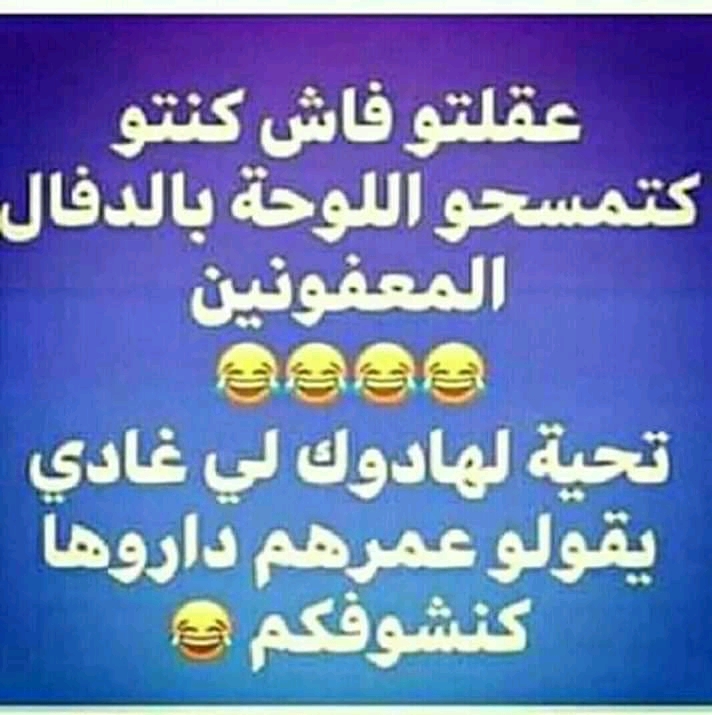 عقلتو فاش كنتو
كتمسحو اللوحة بالدفال
المعفونين
😂😂😂😂
تحية لهادوك لي غادي
يقولو عمرهم داروها
كنشوفكم 😂